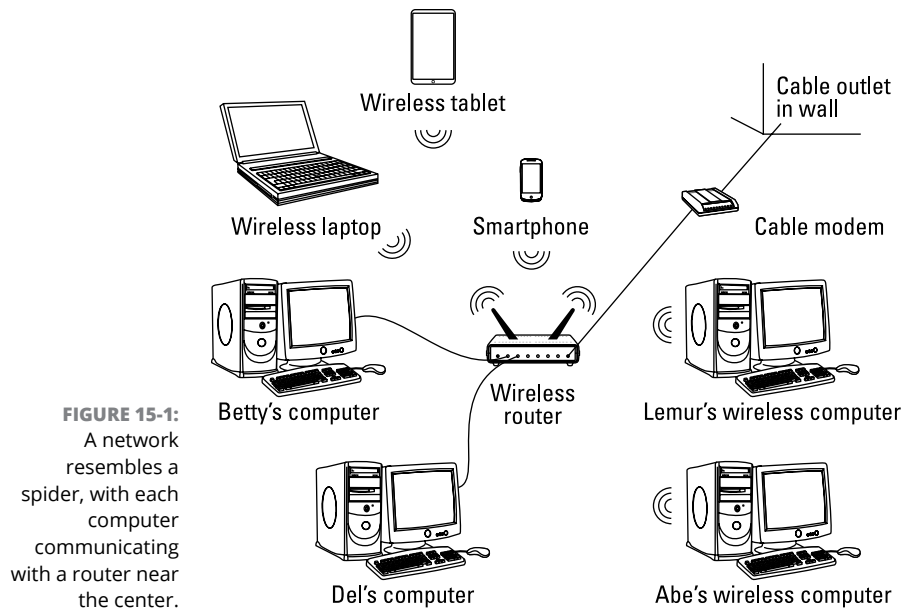 Wireless tablet
Cable outlet
in wall
Wireless laptop
Smartphone
Cable modem
Betty's computer
Wireless
router
Lemur's wireless computer
Del's computer
Abe's wireless computer
FIGURE 15-1:
A network
resembles a
spider, with each
computer
communicating
with a router near
the center.